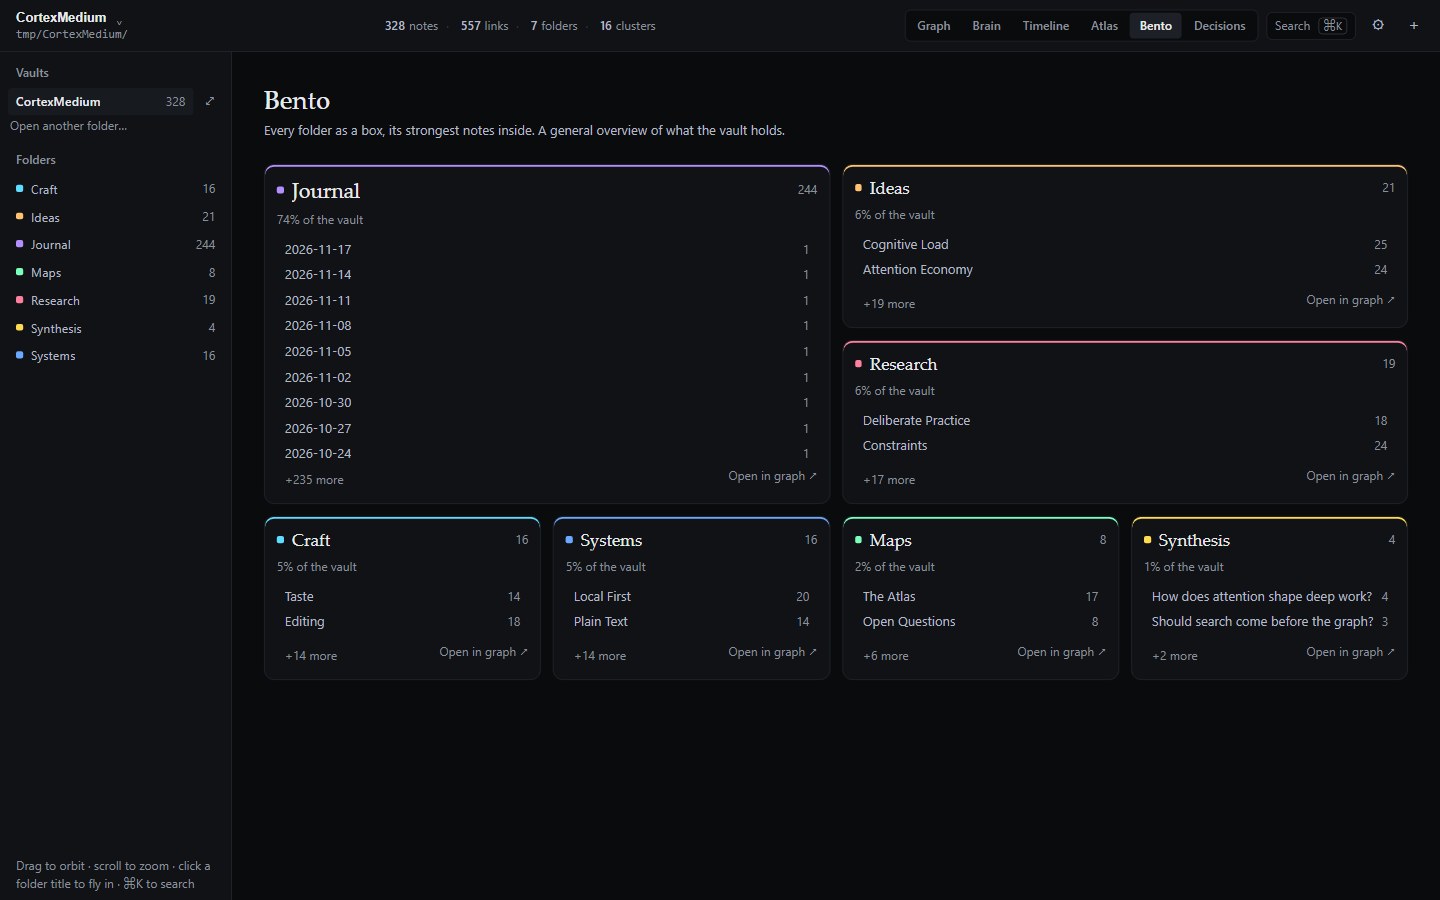 CortexMedium
tmp/CortexMedium/
328 notes · 557 links · 7 folders · 16 clusters
Graph Brain Timeline Atlas Bento Decisions
Search ⌘K ⚙ +
Vaults
CortexMedium 328 ⤢
Open another folder...
Folders
Craft 16
Ideas 21
Journal 244
Maps 8
Research 19
Synthesis 4
Systems 16
Drag to orbit · scroll to zoom · click a
folder title to fly in · ⌘K to search
Bento
Every folder as a box, its strongest notes inside. A general overview of what the vault holds.
Journal 244
74% of the vault
2026-11-17 1
2026-11-14 1
2026-11-11 1
2026-11-08 1
2026-11-05 1
2026-11-02 1
2026-10-30 1
2026-10-27 1
2026-10-24 1
+235 more Open in graph ↗
Ideas 21
6% of the vault
Cognitive Load 25
Attention Economy 24
+19 more Open in graph ↗
Research 19
6% of the vault
Deliberate Practice 18
Constraints 24
+17 more Open in graph ↗
Craft 16
5% of the vault
Taste 14
Editing 18
+14 more Open in graph ↗
Systems 16
5% of the vault
Local First 20
Plain Text 14
+14 more Open in graph ↗
Maps 8
2% of the vault
The Atlas 17
Open Questions 8
+6 more Open in graph ↗
Synthesis 4
1% of the vault
How does attention shape deep work? 4
Should search come before the graph? 3
+2 more Open in graph ↗